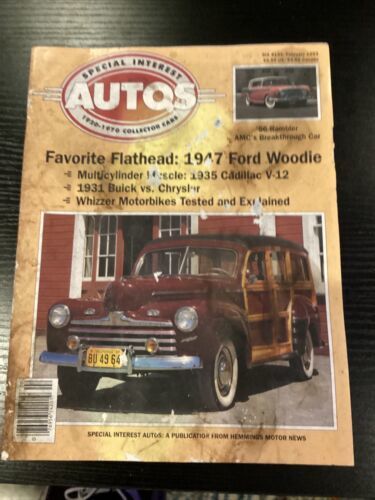 SPECIAL INTEREST
AUTOS
1920-1970 COLLECTOR CARS
'56 Rambler
AMC's Breakthrough Car
Favorite Flathead: 1947 Ford Woodie
Multicylinder Muscle: 1935 Cadillac V-12
1931 Buick vs. Chrysler
Whizzer Motorbikes Tested and Explained
8U 49 64
SPECIAL INTEREST AUTOS: A PUBLICATION FROM HEMMINGS MOTOR NEWS